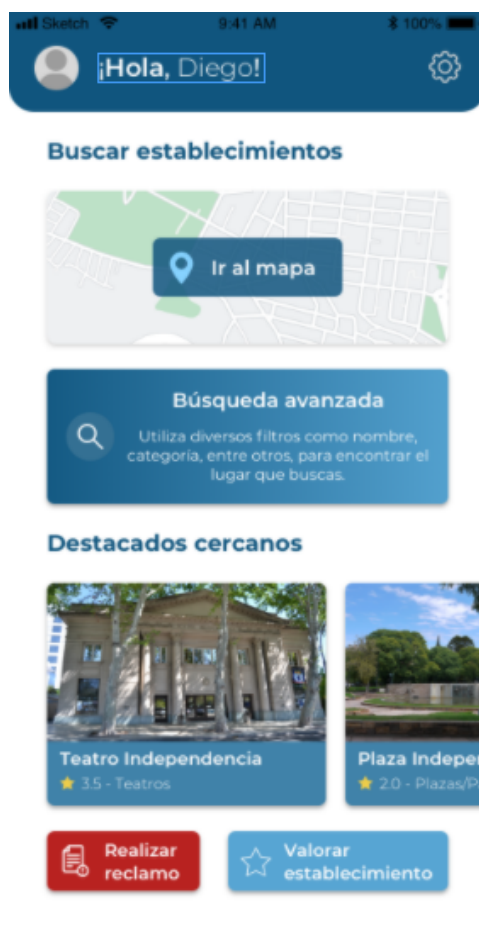 Sketch 9:41 AM 100%
¡Hola, Diego!
Buscar establecimientos
Ir al mapa
Búsqueda avanzada
Utiliza diversos filtros como nombre,
categoría, entre otros, para encontrar el
lugar que buscas.
Destacados cercanos
Teatro Independencia
3.5 - Teatros
Plaza Indepe
2.0 - Plazas/P
Realizar
reclamo
Valorar
establecimiento